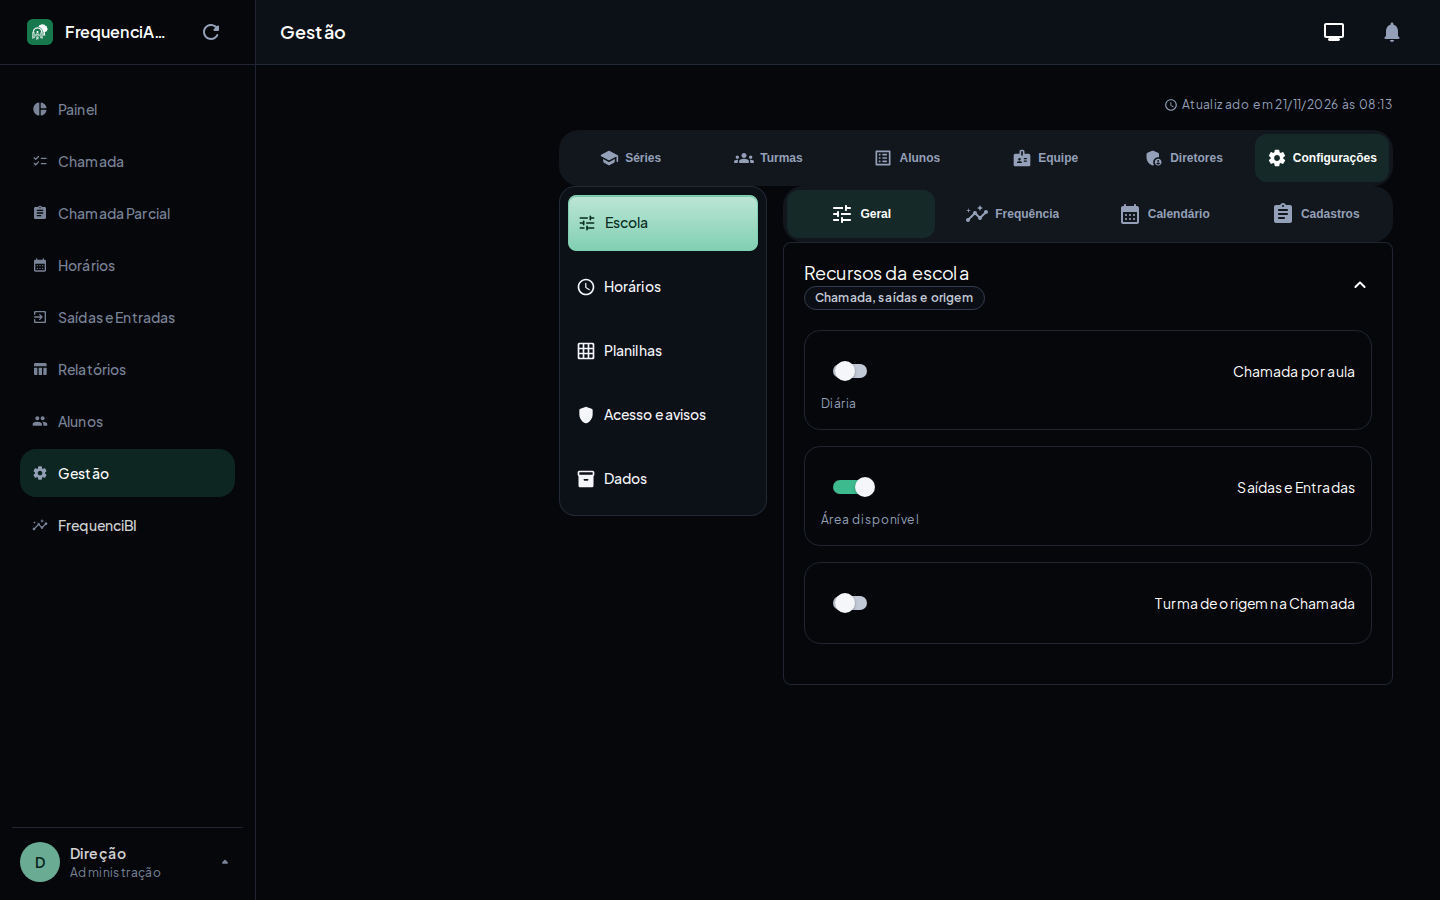 FrequenciA...
Gestão
Painel
Chamada
Chamada Parcial
Horários
Saídas e Entradas
Relatórios
Alunos
Gestão
FrequenciBI
Direção
Administração
D
Atualizado em 21/11/2026 às 08:13
Séries
Turmas
Alunos
Equipe
Diretores
Configurações
Escola
Horários
Planilhas
Acesso e avisos
Dados
Geral
Frequência
Calendário
Cadastros
Recursos da escola
Chamada, saídas e origem
Chamada por aula
Diária
Saídas e Entradas
Área disponível
Turma de origem na Chamada